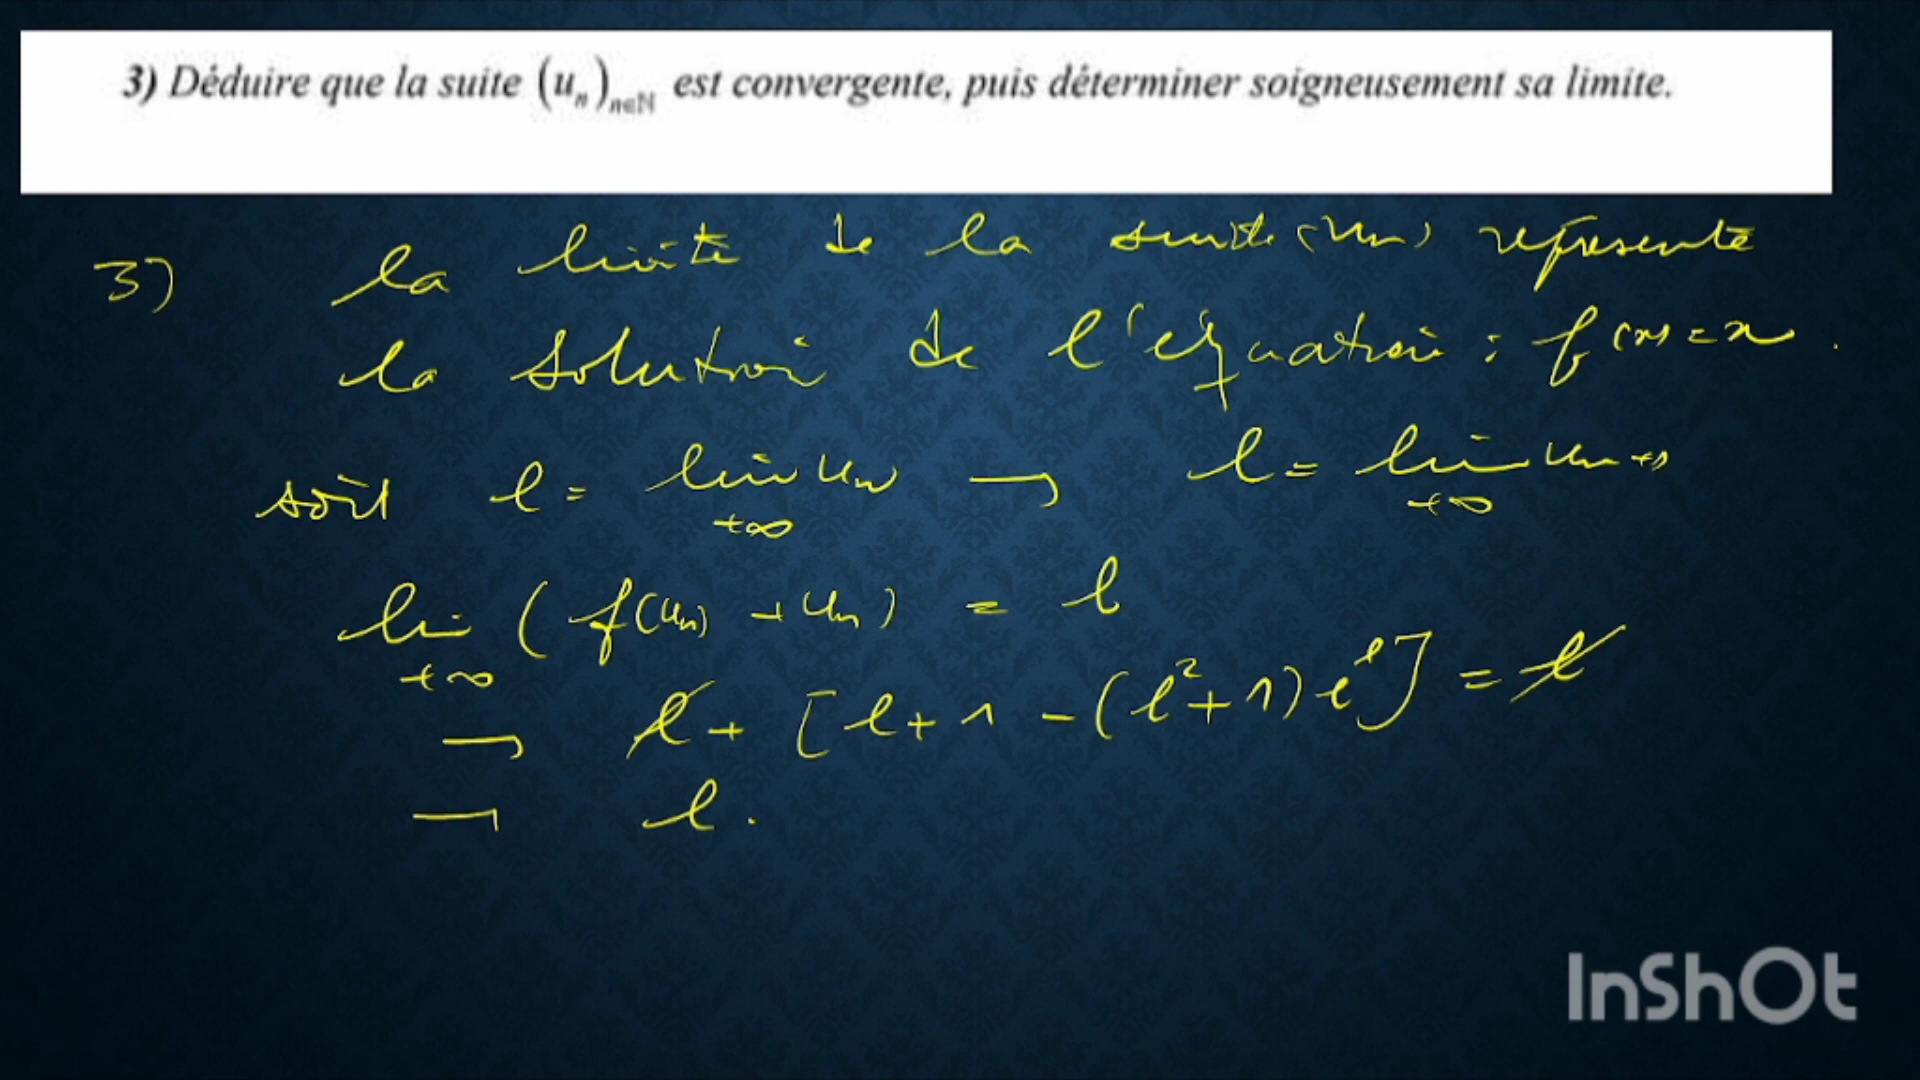 3) Déduire que la suite (uₙ)ₙ∈ℕ est convergente, puis déterminer soigneusement sa limite.
3) la limite de la suite (Un) représente
la solution de l'équation : f(x) = x .
soit l = lim Un → l = lim Un+1
+∞ +∞
lim ( f(Un) + Un ) = l
+∞
→ l + [ l + 1 - (l² + 1) e^l ] = l
→ l .
InShOt